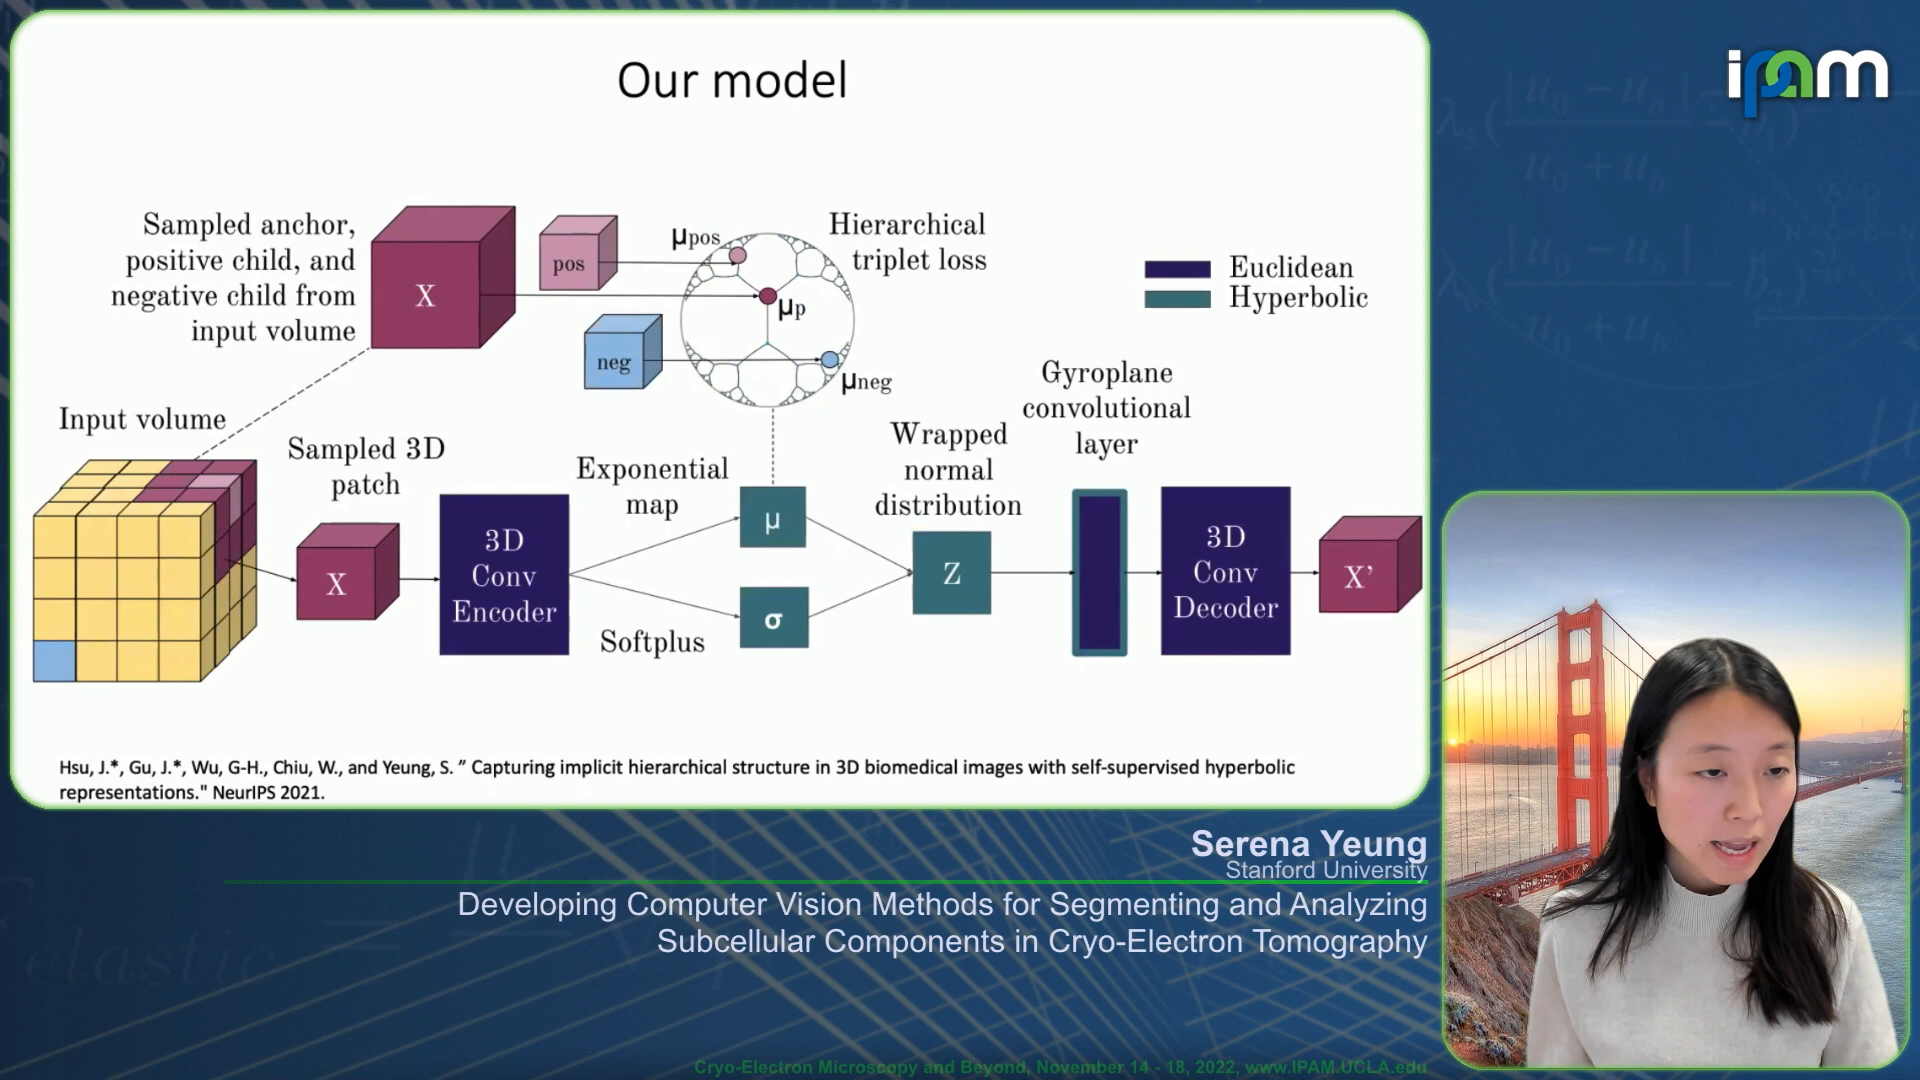 Our model
ipam
Sampled anchor,
positive child, and
negative child from
input volume
X
pos
neg
μpos
μp
μneg
Hierarchical
triplet loss
Euclidean
Hyperbolic
Input volume
Sampled 3D
patch
X
3D
Conv
Encoder
Exponential
map
Softplus
μ
σ
Wrapped
normal
distribution
Z
Gyroplane
convolutional
layer
3D
Conv
Decoder
X’
Hsu, J.*, Gu, J.*, Wu, G-H., Chiu, W., and Yeung, S. ” Capturing implicit hierarchical structure in 3D biomedical images with self-supervised hyperbolic
representations." NeurIPS 2021.
Serena Yeung
Stanford University
Developing Computer Vision Methods for Segmenting and Analyzing
Subcellular Components in Cryo-Electron Tomography
Cryo-Electron Microscopy and Beyond, November 14 - 18, 2022, www.IPAM.UCLA.edu
elastic